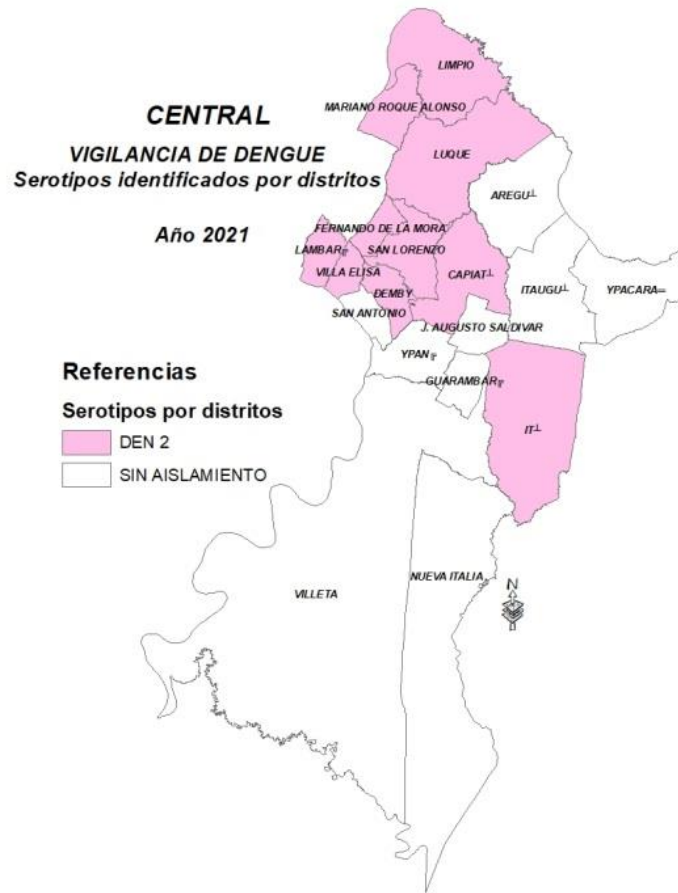 CENTRAL
VIGILANCIA DE DENGUE
Serotipos identificados por distritos
Año 2021
LIMPIO
MARIANO ROQUE ALONSO
LUQUE
AREGU┴
FERNANDO DE LA MORA
LAMBAR╔
SAN LORENZO
VILLA ELISA
CAPIAT┴
ITAUGU┴
YPACARA═
DEMBY
SAN ANTONIO
J. AUGUSTO SALDIVAR
YPAN╔
GUARAMBAR╔
IT┴
Referencias
Serotipos por distritos
DEN 2
SIN AISLAMIENTO
NUEVA ITALIA
VILLETA
N